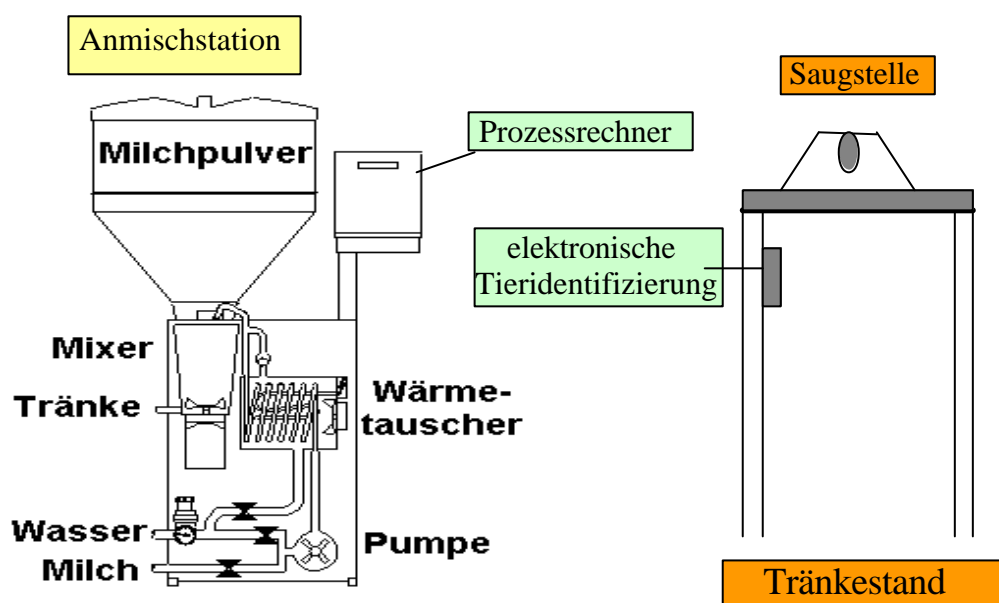 Anmischstation
Saugstelle
Prozessrechner
Milchpulver
elektronische
Tieridentifizierung
Mixer
Wärme-
tauscher
Tränke
Wasser
Pumpe
Milch
Tränkestand